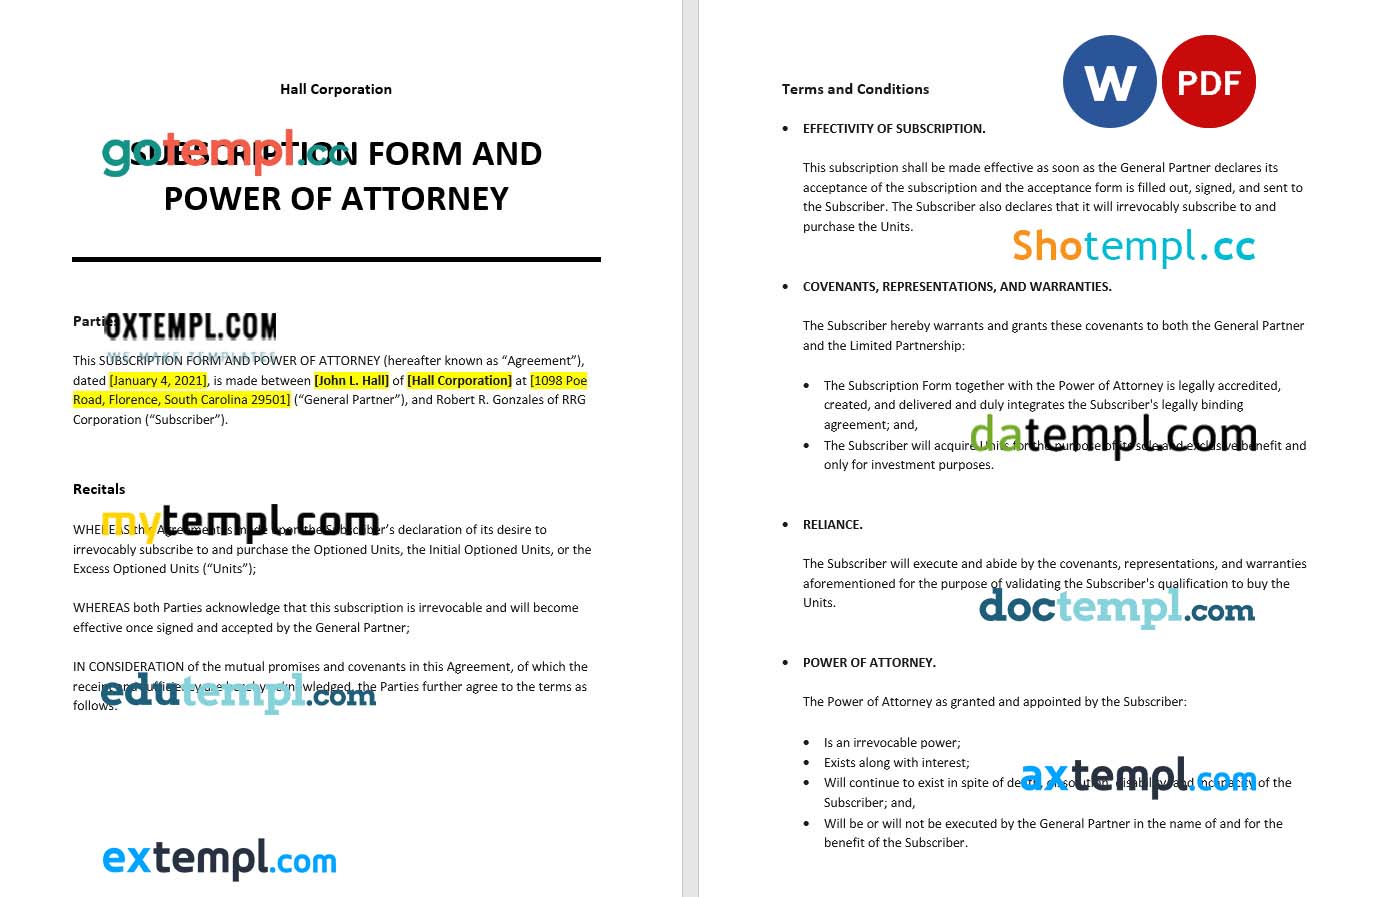 Hall Corporation
gotempl.cc
SUBSCRIPTION FORM AND
POWER OF ATTORNEY
Parties
OXTEMPL.COM
WE MAKE TEMPLATES
This SUBSCRIPTION FORM AND POWER OF ATTORNEY (hereafter known as “Agreement”),
dated [January 4, 2021], is made between [John L. Hall] of [Hall Corporation] at [1098 Poe
Road, Florence, South Carolina 29501] (“General Partner”), and Robert R. Gonzales of RRG
Corporation (“Subscriber”).
Recitals
mytempl.com
WHEREAS this Agreement is made upon the Subscriber’s declaration of its desire to
irrevocably subscribe to and purchase the Optioned Units, the Initial Optioned Units, or the
Excess Optioned Units (“Units”);
WHEREAS both Parties acknowledge that this subscription is irrevocable and will become
effective once signed and accepted by the General Partner;
IN CONSIDERATION of the mutual promises and covenants in this Agreement, of which the
receipt and sufficiency are hereby acknowledged, the Parties further agree to the terms as
follows:
edutempl.com
extempl.com
W PDF
Terms and Conditions
• EFFECTIVITY OF SUBSCRIPTION.
This subscription shall be made effective as soon as the General Partner declares its
acceptance of the subscription and the acceptance form is filled out, signed, and sent to
the Subscriber. The Subscriber also declares that it will irrevocably subscribe to and
purchase the Units.
Shotempl.cc
• COVENANTS, REPRESENTATIONS, AND WARRANTIES.
The Subscriber hereby warrants and grants these covenants to both the General Partner
and the Limited Partnership:
• The Subscription Form together with the Power of Attorney is legally accredited,
created, and delivered and duly integrates the Subscriber's legally binding
agreement; and,
datempl.com
• The Subscriber will acquire Units for the purpose of its sole and exclusive benefit and
only for investment purposes.
• RELIANCE.
The Subscriber will execute and abide by the covenants, representations, and warranties
aforementioned for the purpose of validating the Subscriber's qualification to buy the
Units.
doctempl.com
• POWER OF ATTORNEY.
The Power of Attorney as granted and appointed by the Subscriber:
• Is an irrevocable power;
• Exists along with interest;
• Will continue to exist in spite of death, dissolution, disability, and incapacity of the
Subscriber; and,
axtempl.com
• Will be or will not be executed by the General Partner in the name of and for the
benefit of the Subscriber.